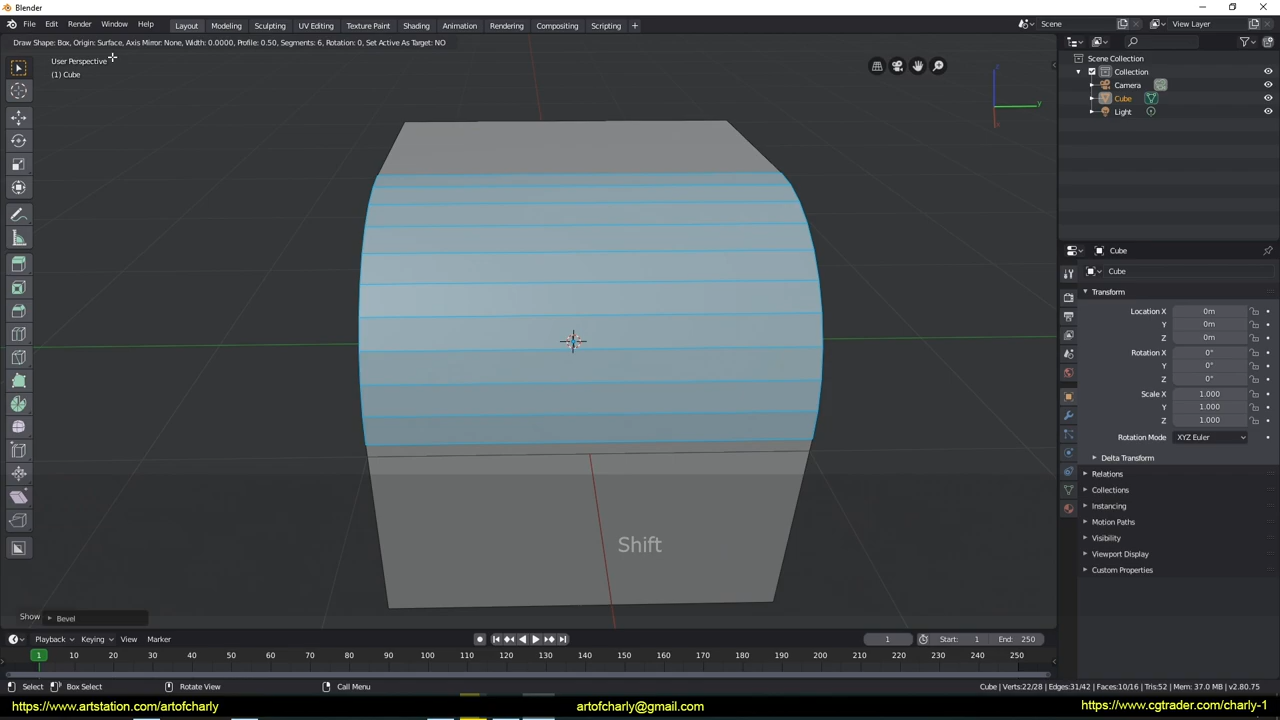 Blender
File Edit Render Window Help Layout Modeling Sculpting UV Editing Texture Paint Shading Animation Rendering Compositing Scripting + Scene View Layer
Draw Shape: Box, Origin: Surface, Axis Mirror: None, Width: 0.0000, Profile: 0.50, Segments: 6, Rotation: 0, Set Active As Target: NO
User Perspective
(1) Cube
Scene Collection
Collection
Camera
Cube
Light
Y
Cube
Cube
Transform
Location X 0m
Y 0m
Z 0m
Rotation X 0°
Y 0°
Z 0°
Scale X 1.000
Y 1.000
Z 1.000
Rotation Mode XYZ Euler
Delta Transform
Relations
Collections
Instancing
Motion Paths
Visibility
Viewport Display
Custom Properties
Shift
Show Bevel
Playback Keying View Marker 1 Start: 1 End: 250
1 10 20 30 40 50 60 70 80 90 100 110 120 130 140 150 160 170 180 190 200 210 220 230 240 250
Select Box Select Rotate View Call Menu Cube | Verts:22/28 | Edges:31/42 | Faces:10/16 | Tris:52 | Mem: 37.0 MB | v2.80.75
https://www.artstation.com/artofcharly artofcharly@gmail.com https://www.cgtrader.com/charly-1